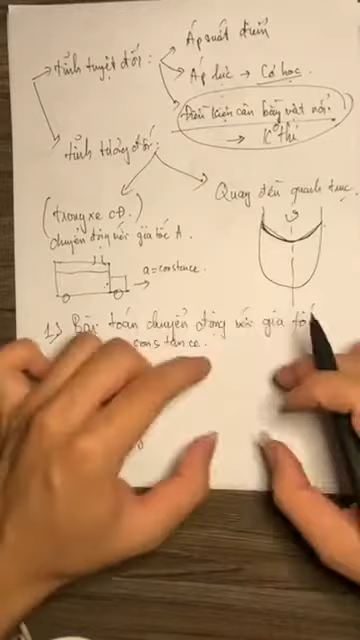 Áp suất điểm
tĩnh tuyệt đối :
Áp lực → Cơ học.
Điều kiện cân bằng vật nổi.
→ K° thi
tĩnh tương đối :
Quay đều quanh trục.
(trong xe cđ.)
chuyển động với gia tốc A.
a = constance.
1) Bài toán chuyển động với gia tốc
constance.